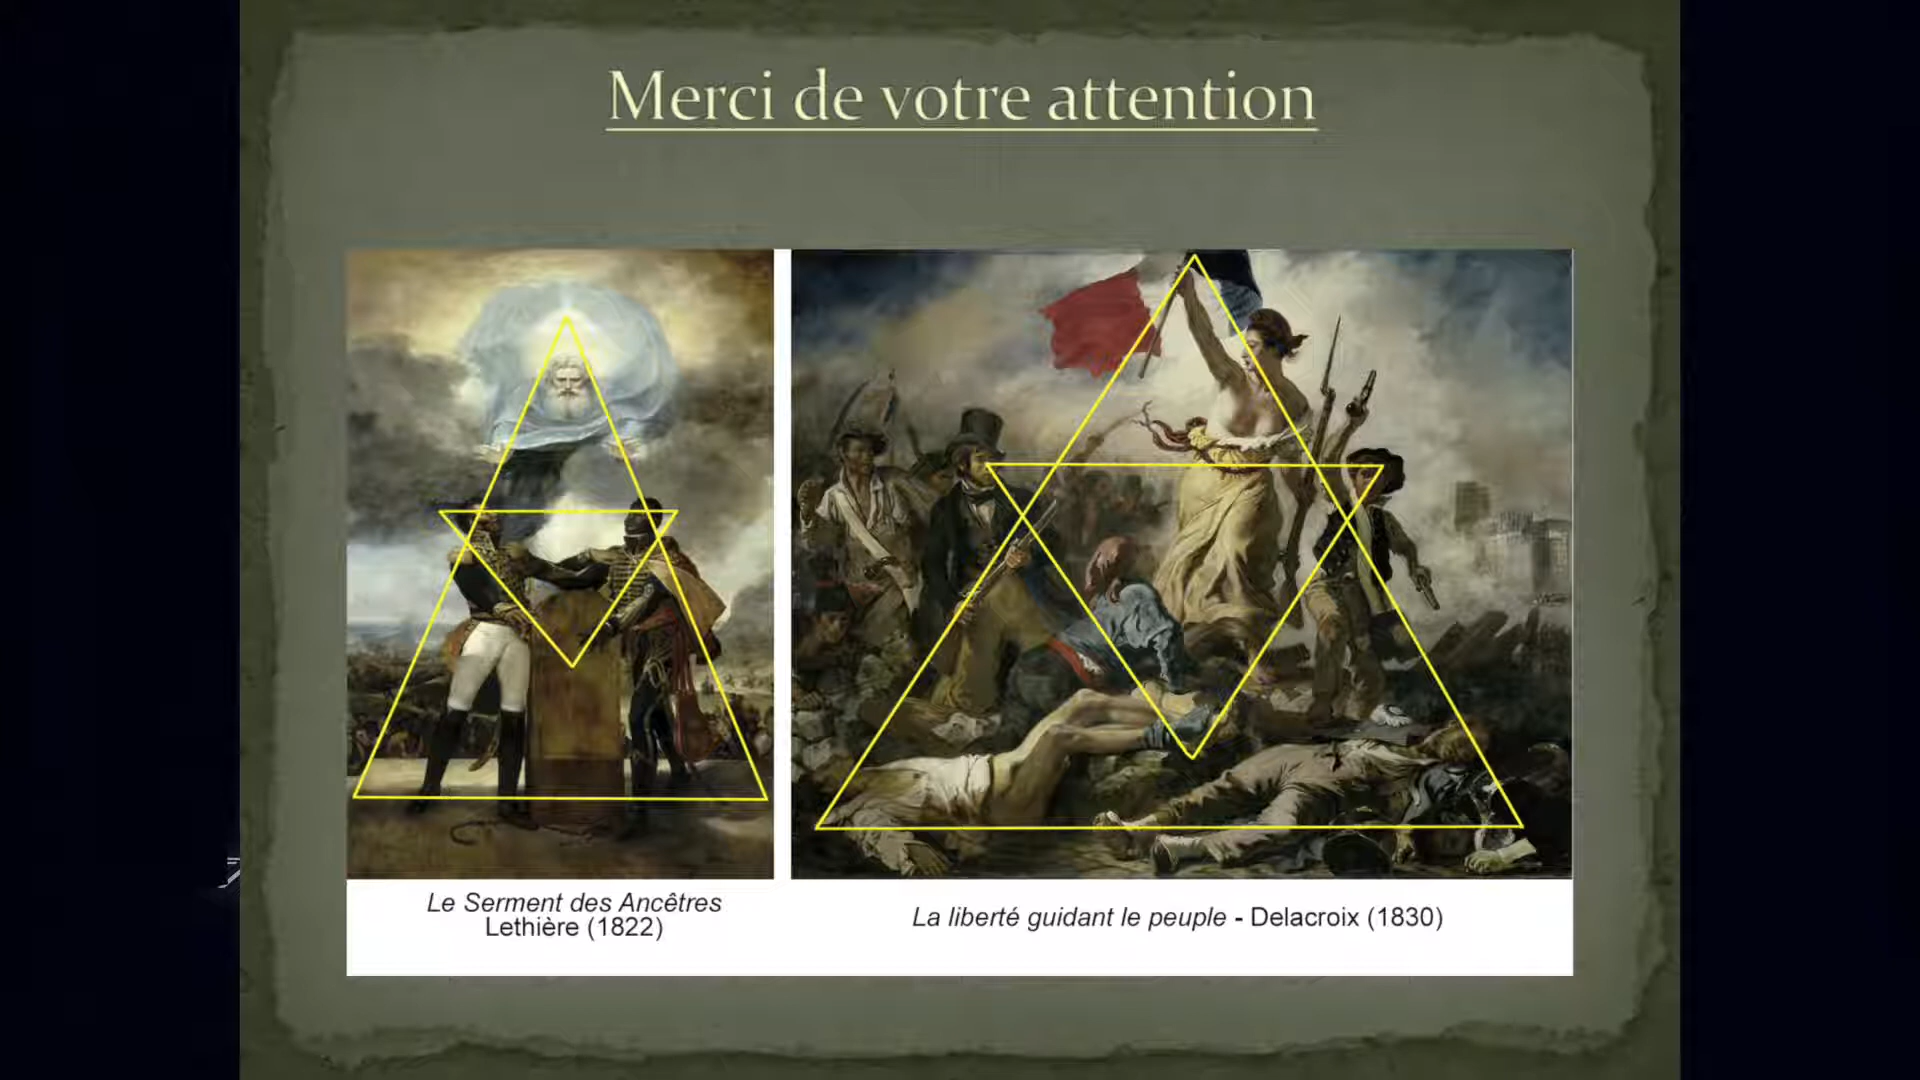 Merci de votre attention
Le Serment des Ancêtres
Lethière (1822)
La liberté guidant le peuple - Delacroix (1830)